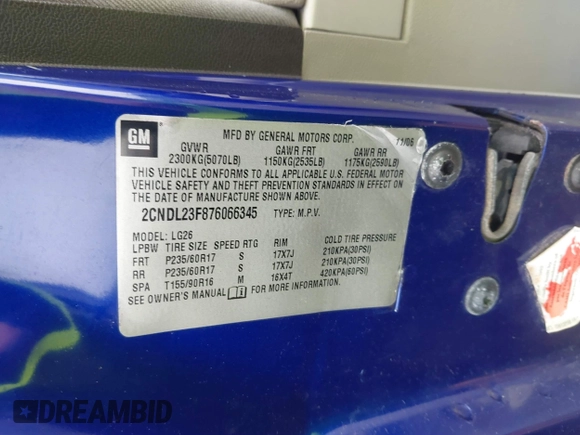 GM
MFD BY GENERAL MOTORS CORP. 11/06
GVWR GAWR FRT GAWR RR
2300KG(5070LB) 1150KG(2535LB) 1175KG(2590LB)
THIS VEHICLE CONFORMS TO ALL APPLICABLE U.S. FEDERAL MOTOR
VEHICLE SAFETY AND THEFT PREVENTION STANDARDS IN EFFECT ON
THE DATE OF MANUFACTURE SHOWN ABOVE.
2CNDL23F876066345 TYPE: M.P.V.
MODEL: LG26
LPBW TIRE SIZE SPEED RTG RIM COLD TIRE PRESSURE
FRT P235/60R17 S 17X7J 210KPA(30PSI)
RR P235/60R17 S 17X7J 210KPA(30PSI)
SPA T155/90R16 M 16X4T 420KPA(60PSI)
SEE OWNER'S MANUAL FOR MORE INFORMATION.
DREAMBID